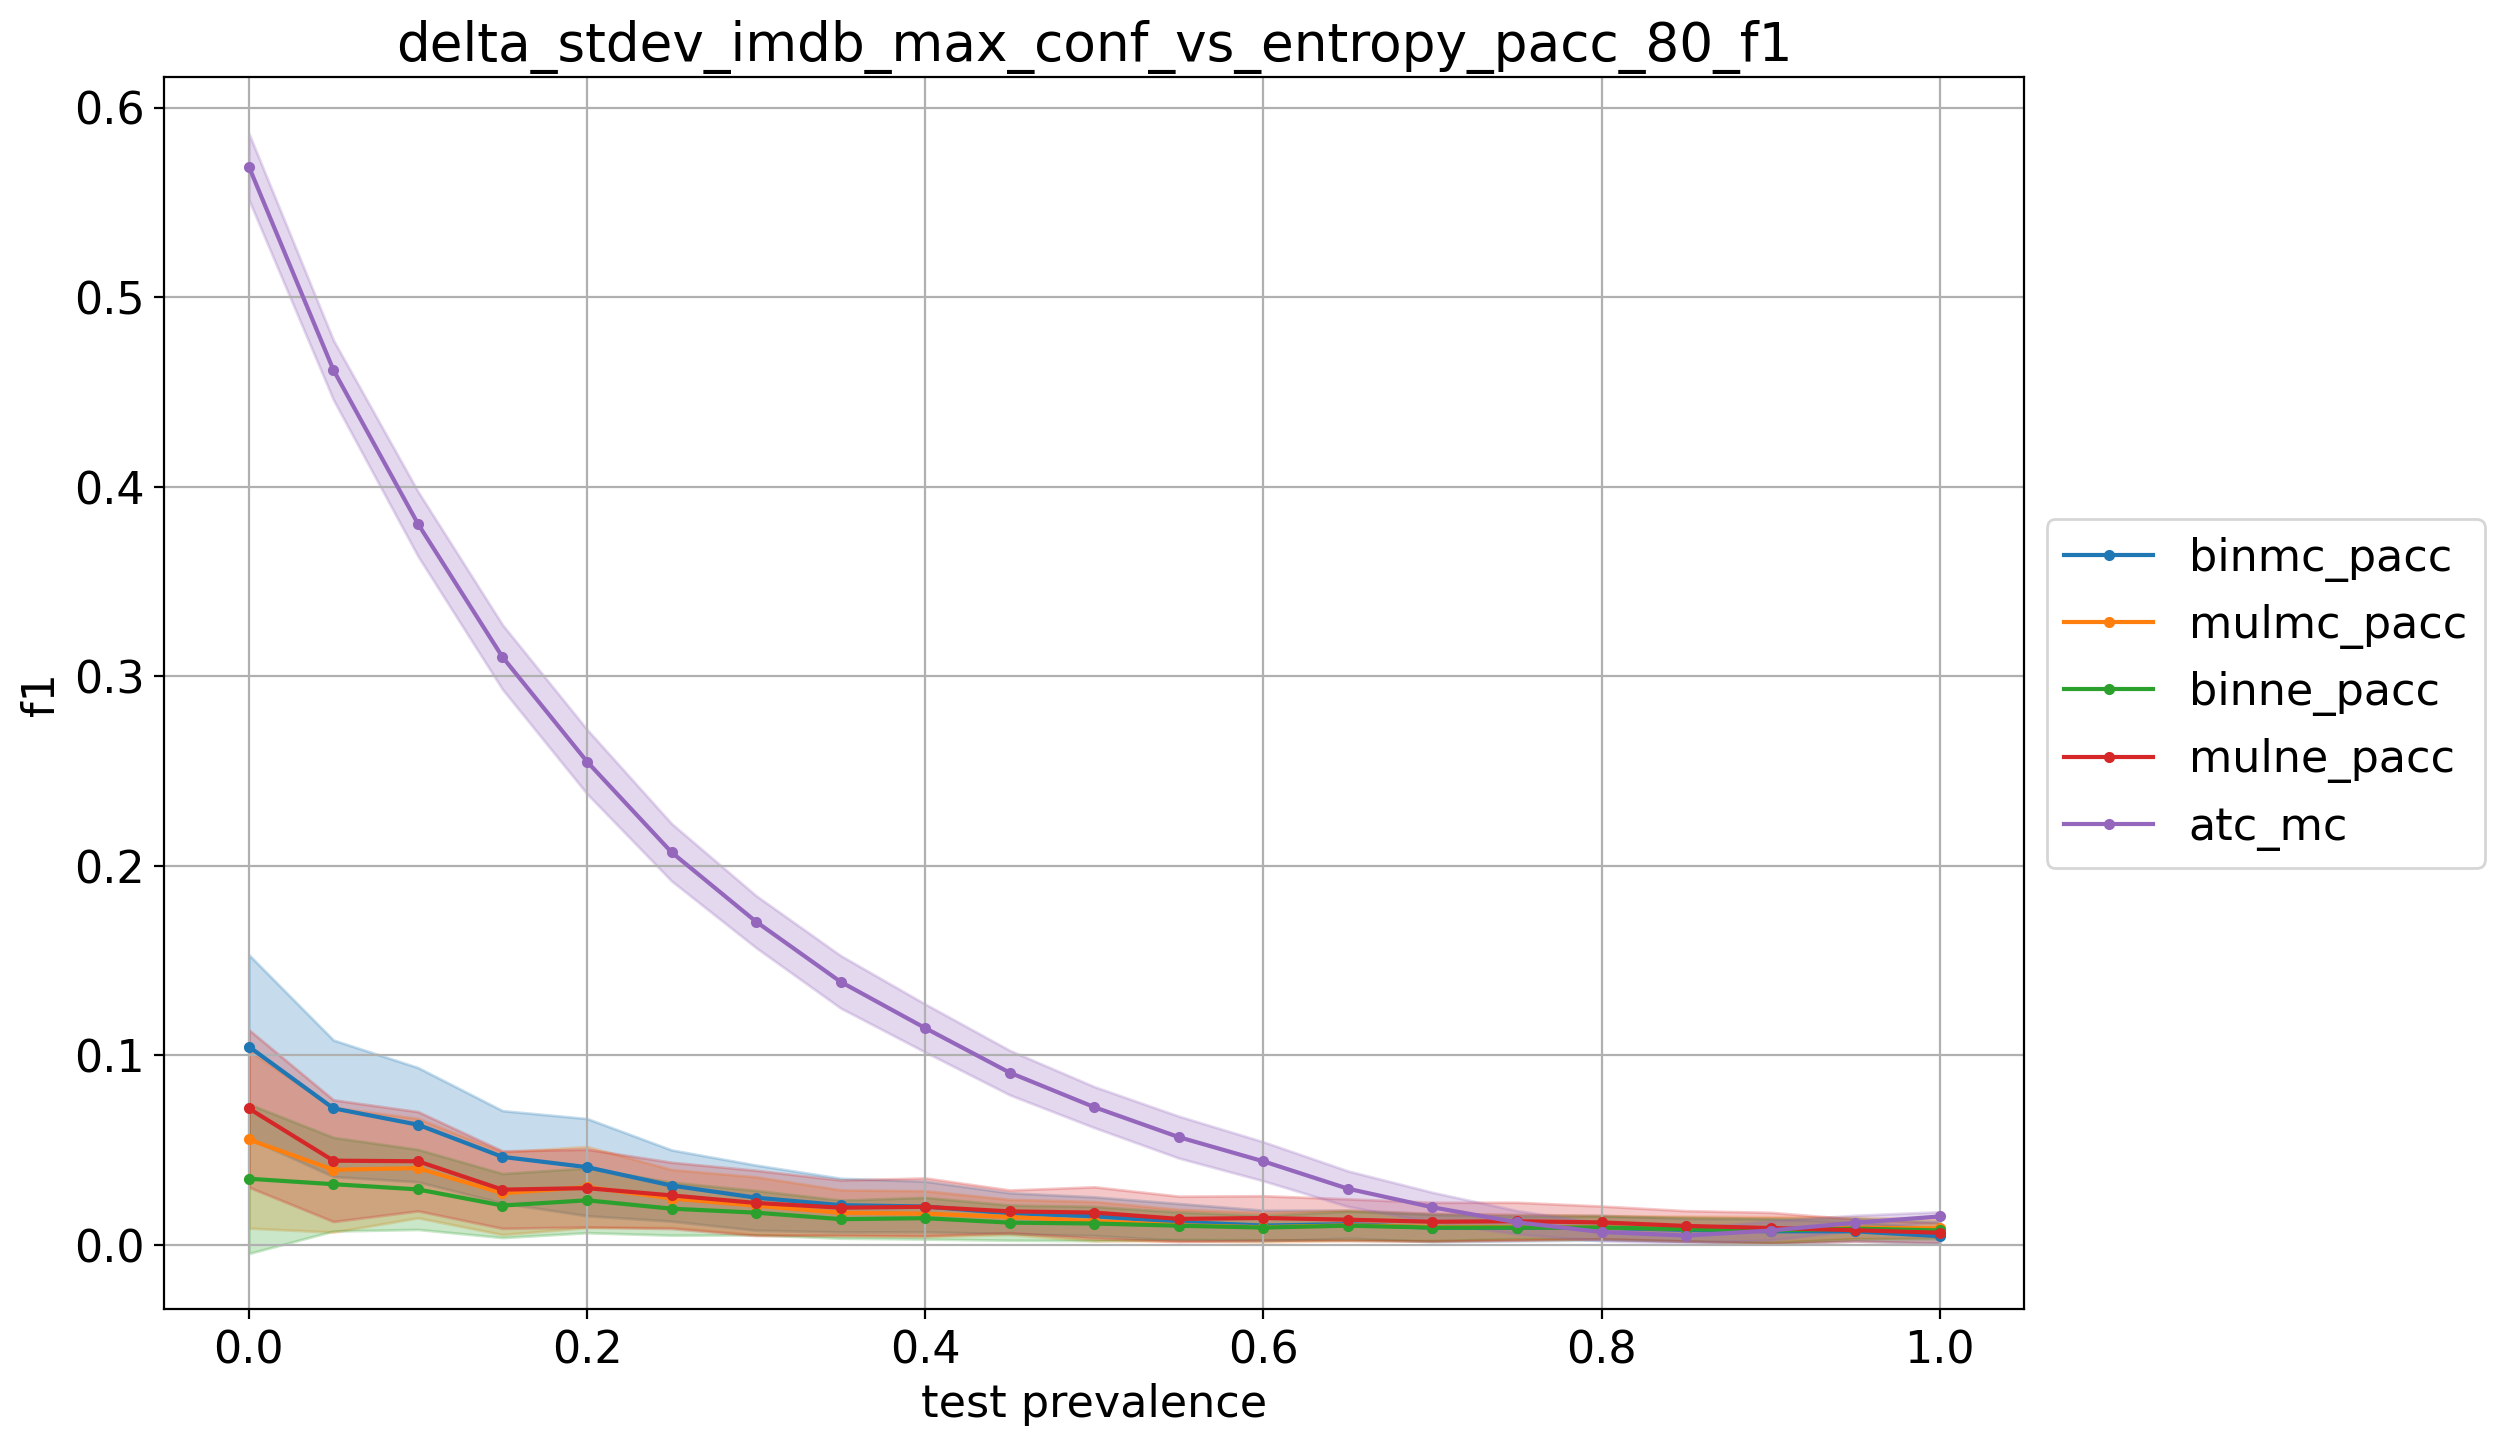 delta_stdev_imdb_max_conf_vs_entropy_pacc_80_f1
0.6
0.5
0.4
0.3
0.2
0.1
0.0
f1
0.0 0.2 0.4 0.6 0.8 1.0
test prevalence
binmc_pacc
mulmc_pacc
binne_pacc
mulne_pacc
atc_mc